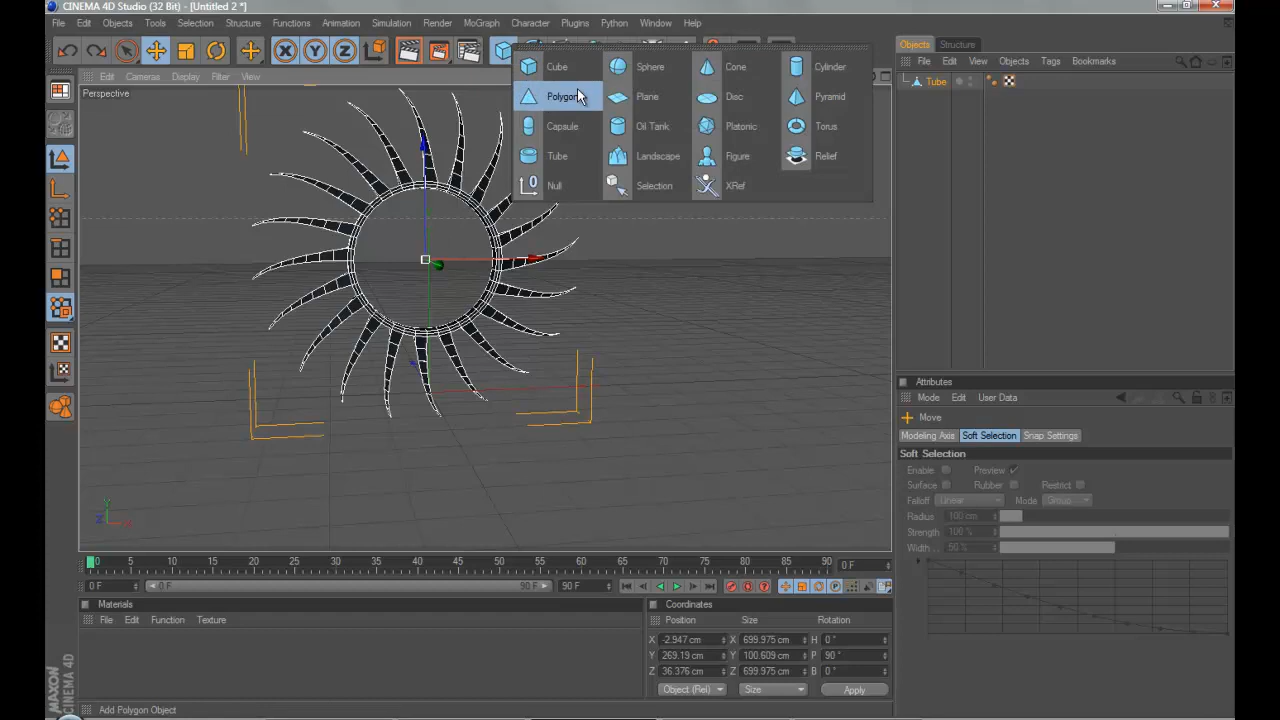 CINEMA 4D Studio (32 Bit) - [Untitled 2 *]
File Edit Objects Tools Selection Structure Functions Animation Simulation Render MoGraph Character Plugins Python Window Help
Objects Structure
File Edit View Objects Tags Bookmarks
Tube
Edit Cameras Display Filter View
Perspective
Cube Sphere Cone Cylinder
Polygon Plane Disc Pyramid
Capsule Oil Tank Platonic Torus
Tube Landscape Figure Relief
Null Selection XRef
Attributes
Mode Edit User Data
Move
Modeling Axis Soft Selection Snap Settings
Soft Selection
Enable Preview
Surface Rubber Restrict
Falloff Linear Mode Group
Radius 100 cm
Strength 100 %
Width . . 50 %
0 5 10 15 20 25 30 35 40 45 50 55 60 65 70 75 80 85 90 0 F
0 F 0 F 90 F 90 F
Materials
File Edit Function Texture
Coordinates
Position Size Rotation
X -2.947 cm X 699.975 cm H 0 °
Y 269.19 cm Y 100.609 cm P 90 °
Z 36.376 cm Z 699.975 cm B 0 °
Object (Rel) Size Apply
MAXON CINEMA 4D
Add Polygon Object